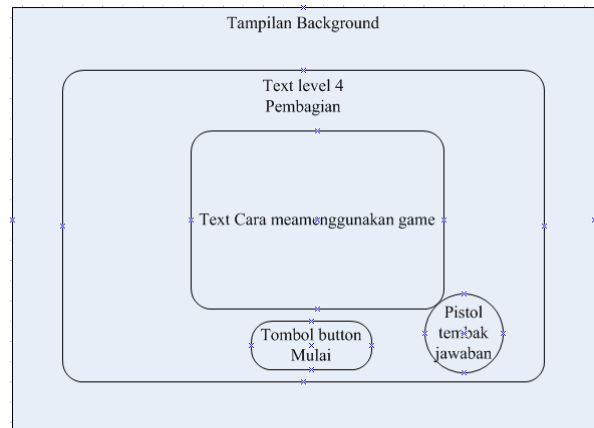 Tampilan Background
Text level 4
Pembagian
Text Cara meamenggunakan game
Pistol
tembak
jawaban
Tombol button
Mulai